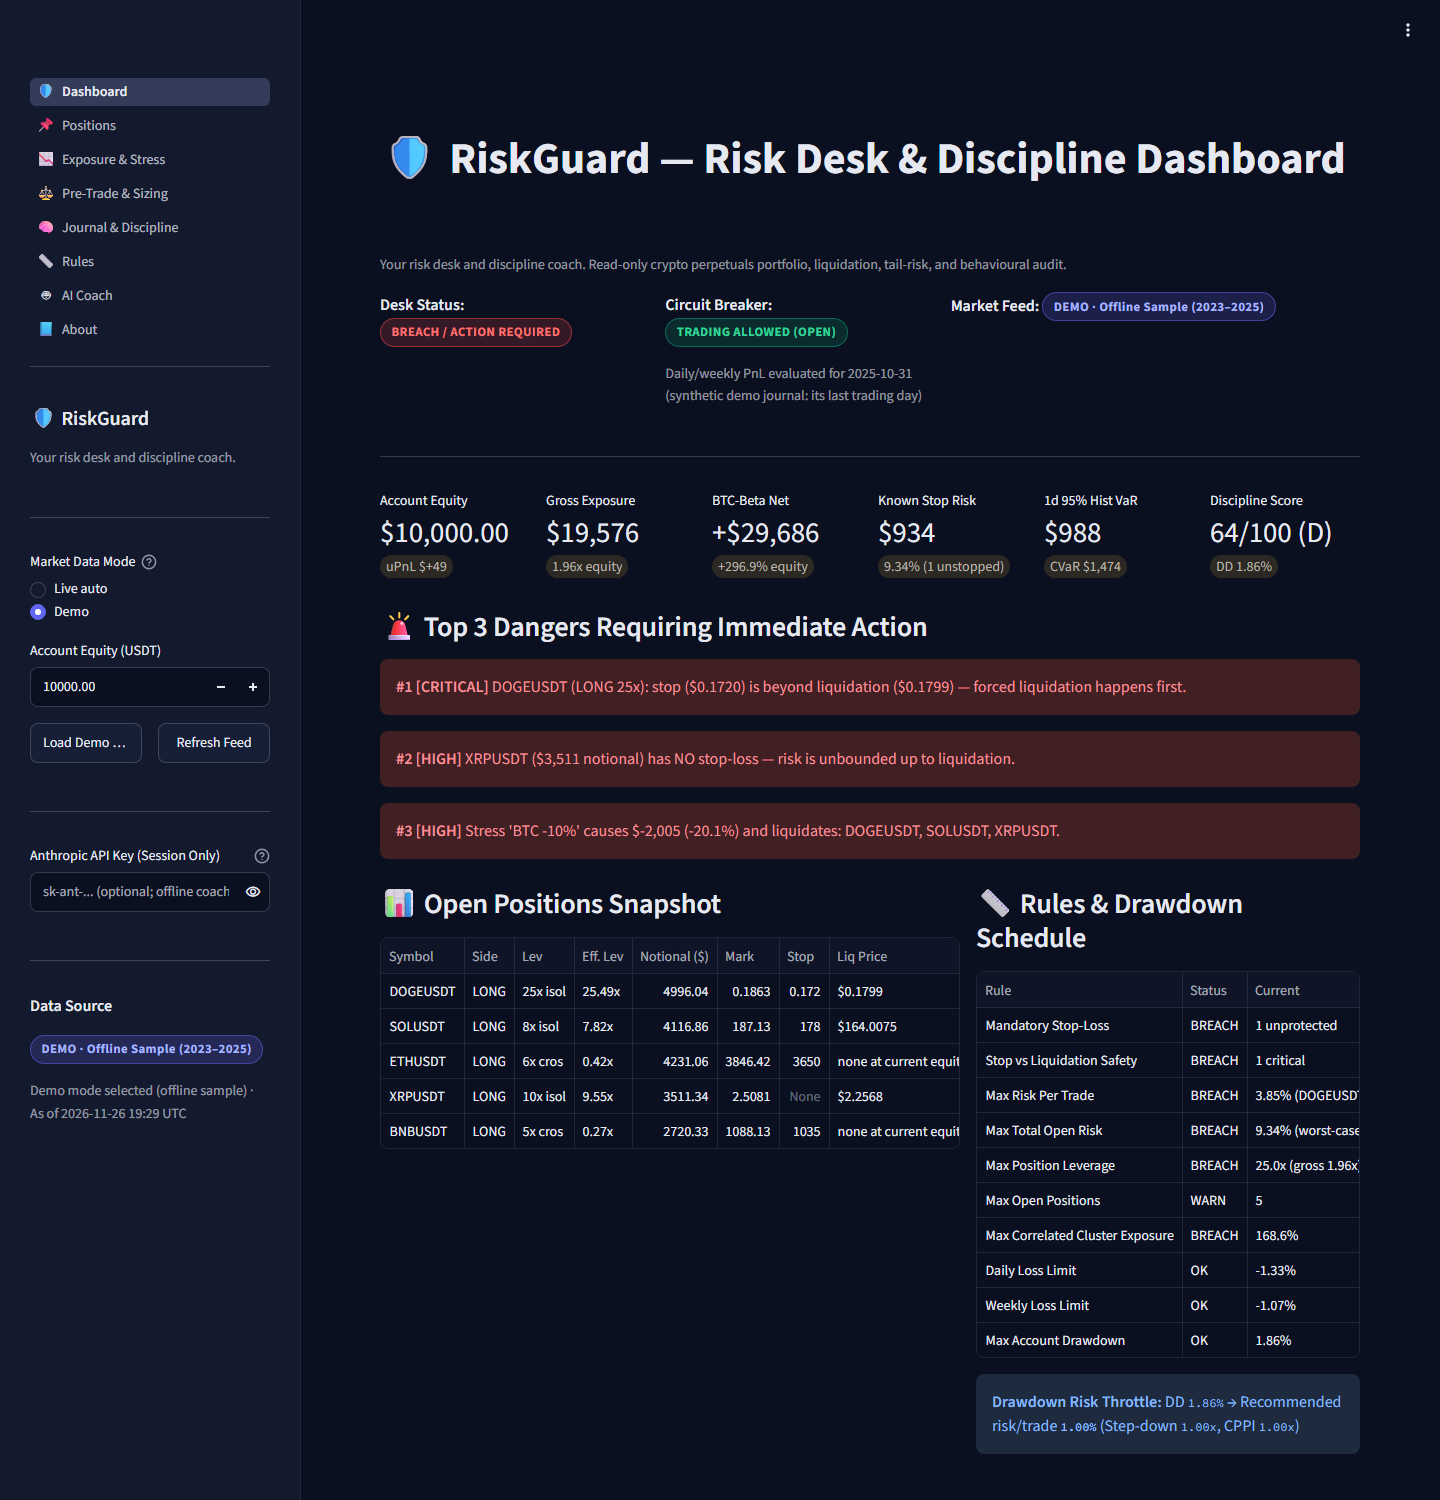 Dashboard
Positions
Exposure & Stress
Pre-Trade & Sizing
Journal & Discipline
Rules
AI Coach
About
RiskGuard
Your risk desk and discipline coach.
Market Data Mode
Live auto
Demo
Account Equity (USDT)
10000.00
Load Demo …
Refresh Feed
Anthropic API Key (Session Only)
sk-ant-... (optional; offline coach
Data Source
DEMO · Offline Sample (2023–2025)
Demo mode selected (offline sample) ·
As of 2026-11-26 19:29 UTC
RiskGuard — Risk Desk & Discipline Dashboard
Your risk desk and discipline coach. Read-only crypto perpetuals portfolio, liquidation, tail-risk, and behavioural audit.
Desk Status:
BREACH / ACTION REQUIRED
Circuit Breaker:
TRADING ALLOWED (OPEN)
Daily/weekly PnL evaluated for 2025-10-31
(synthetic demo journal: its last trading day)
Market Feed: DEMO · Offline Sample (2023–2025)
Account Equity
$10,000.00
uPnL $+49
Gross Exposure
$19,576
1.96x equity
BTC-Beta Net
+$29,686
+296.9% equity
Known Stop Risk
$934
9.34% (1 unstopped)
1d 95% Hist VaR
$988
CVaR $1,474
Discipline Score
64/100 (D)
DD 1.86%
Top 3 Dangers Requiring Immediate Action
#1 [CRITICAL] DOGEUSDT (LONG 25x): stop ($0.1720) is beyond liquidation ($0.1799) — forced liquidation happens first.
#2 [HIGH] XRPUSDT ($3,511 notional) has NO stop-loss — risk is unbounded up to liquidation.
#3 [HIGH] Stress 'BTC -10%' causes $-2,005 (-20.1%) and liquidates: DOGEUSDT, SOLUSDT, XRPUSDT.
Open Positions Snapshot
Symbol Side Lev Eff. Lev Notional ($) Mark Stop Liq Price
DOGEUSDT LONG 25x isol 25.49x 4996.04 0.1863 0.172 $0.1799
SOLUSDT LONG 8x isol 7.82x 4116.86 187.13 178 $164.0075
ETHUSDT LONG 6x cros 0.42x 4231.06 3846.42 3650 none at current equit
XRPUSDT LONG 10x isol 9.55x 3511.34 2.5081 None $2.2568
BNBUSDT LONG 5x cros 0.27x 2720.33 1088.13 1035 none at current equit
Rules & Drawdown
Schedule
Rule Status Current
Mandatory Stop-Loss BREACH 1 unprotected
Stop vs Liquidation Safety BREACH 1 critical
Max Risk Per Trade BREACH 3.85% (DOGEUSDT
Max Total Open Risk BREACH 9.34% (worst-case
Max Position Leverage BREACH 25.0x (gross 1.96x)
Max Open Positions WARN 5
Max Correlated Cluster Exposure BREACH 168.6%
Daily Loss Limit OK -1.33%
Weekly Loss Limit OK -1.07%
Max Account Drawdown OK 1.86%
Drawdown Risk Throttle: DD 1.86% → Recommended
risk/trade 1.00% (Step-down 1.00x, CPPI 1.00x)